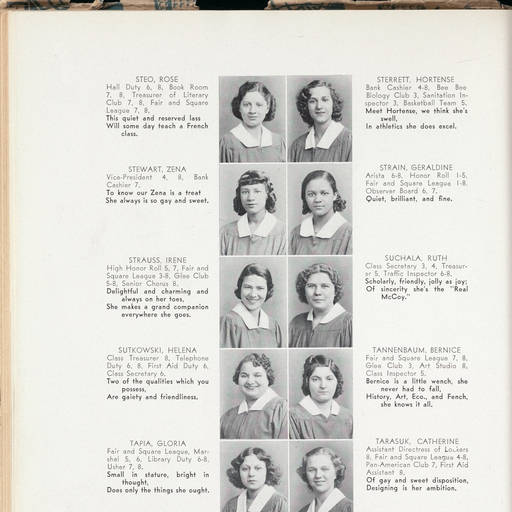 STEO, ROSE
Hall Duty 6, 8, Book Room
7, 8, Treasurer of Literary
Club 7, 8, Fair and Square
League 7, 8.
This quiet and reserved lass
Will some day teach a French
class.
STEWART, ZENA
Vice-President 4, 8, Bank
Cashier 7.
To know our Zena is a treat
She always is so gay and sweet.
STRAUSS, IRENE
High Honor Roll 5, 7, Fair and
Square League 3-8, Glee Club
5-8, Senior Chorus 8.
Delightful and charming and
always on her toes,
She makes a grand companion
everywhere she goes.
SUTKOWSKI, HELENA
Class Treasurer 8, Telephone
Duty 6, 8, First Aid Duty 6,
Class Secretary 6.
Two of the qualities which you
possess,
Are gaiety and friendliness.
TAPIA, GLORIA
Fair and Square League, Mar-
shal 5, 6, Library Duty 6-8,
Usher 7, 8.
Small in stature, bright in
thought,
Does only the things she ought.
STERRETT, HORTENSE
Bank Cashier 4-8, Bee Bee
Biology Club 3, Sanitation In-
spector 3, Basketball Team 5.
Meet Hortense, we think she's
swell,
In athletics she does excel.
STRAIN, GERALDINE
Arista 6-8, Honor Roll 1-5,
Fair and Square League 1-8,
Observer Board 6, 7.
Quiet, brilliant, and fine.
SUCHALA, RUTH
Class Secretary 3, 4, Treasur-
er 5, Traffic Inspector 6-8.
Scholarly, friendly, jolly as joy;
Of sincerity she's the "Real
McCoy."
TANNENBAUM, BERNICE
Fair and Square League 7, 8,
Glee Club 3, Art Studio 8,
Class Inspector 5.
Bernice is a little wench, she
never had to fall,
History, Art, Eco., and Fench,
she knows it all.
TARASUK, CATHERINE
Assistant Directress of Lockers
8, Fair and Square League 4-8,
Pan-American Club 7, First Aid
Assistant 8.
Of gay and sweet disposition,
Designing is her ambition.